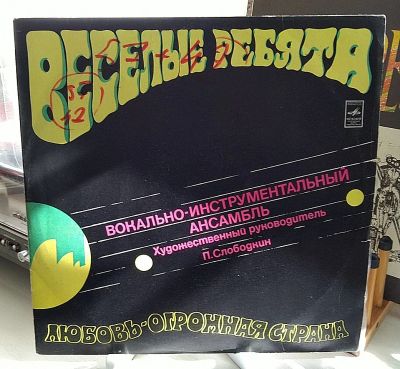 ВЕСЕЛЫЕ РЕБЯТА
ВОКАЛЬНО-ИНСТРУМЕНТАЛЬНЫЙ
АНСАМБЛЬ
Художественный руководитель
П.Слободкин
ЛЮБОВЬ-ОГРОМНАЯ СТРАНА